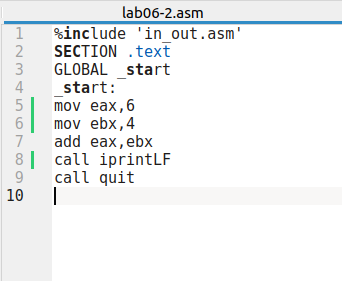 lab06-2.asm
1 %include 'in_out.asm'
2 SECTION .text
3 GLOBAL _start
4 _start:
5 mov eax,6
6 mov ebx,4
7 add eax,ebx
8 call iprintLF
9 call quit
10